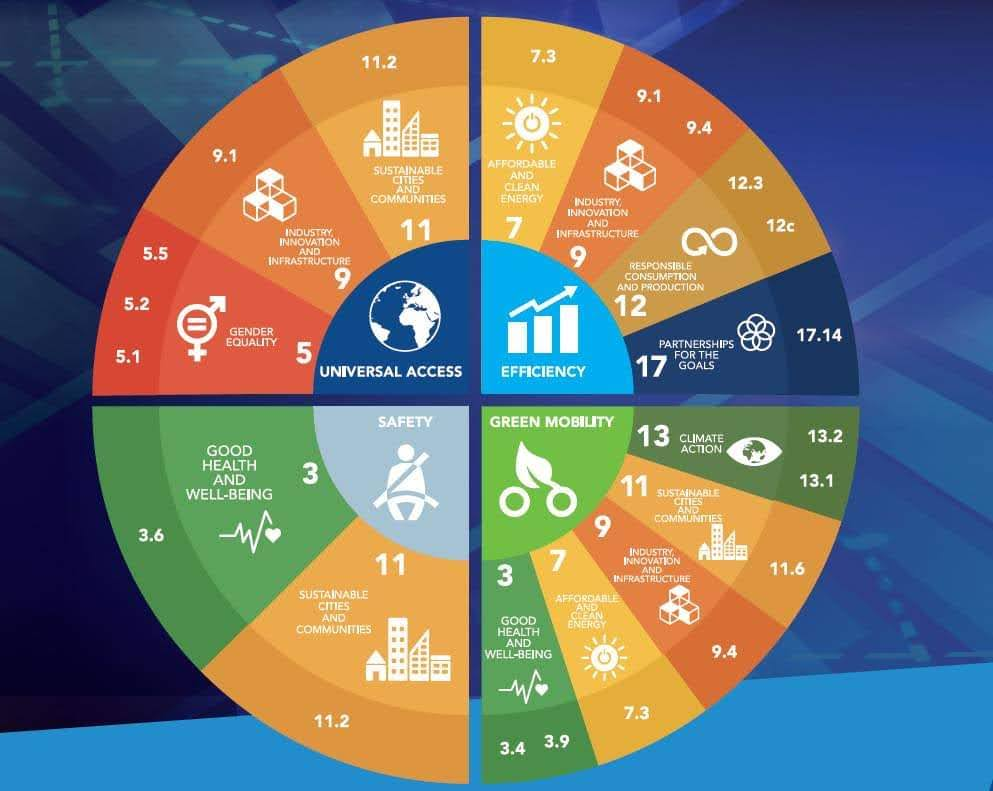 11.2
SUSTAINABLE
CITIES
AND
COMMUNITIES
11
9.1
INDUSTRY,
INNOVATION
AND
INFRASTRUCTURE
9
5.5
5.2
5.1
GENDER
EQUALITY
5
UNIVERSAL ACCESS
7.3
AFFORDABLE
AND
CLEAN
ENERGY
7
9.1
9.4
INDUSTRY,
INNOVATION
AND
INFRASTRUCTURE
9
12.3
12c
RESPONSIBLE
CONSUMPTION
AND PRODUCTION
12
17.14
PARTNERSHIPS
FOR THE
GOALS
17
EFFICIENCY
SAFETY
GOOD
HEALTH
AND
WELL-BEING
3
3.6
11
SUSTAINABLE
CITIES
AND
COMMUNITIES
11.2
GREEN MOBILITY
13
CLIMATE
ACTION
13.2
13.1
11
SUSTAINABLE
CITIES
AND
COMMUNITIES
11.6
9
INDUSTRY,
INNOVATION
AND
INFRASTRUCTURE
9.4
7
AFFORDABLE
AND
CLEAN
ENERGY
7.3
3
GOOD
HEALTH
AND
WELL-BEING
3.4
3.9